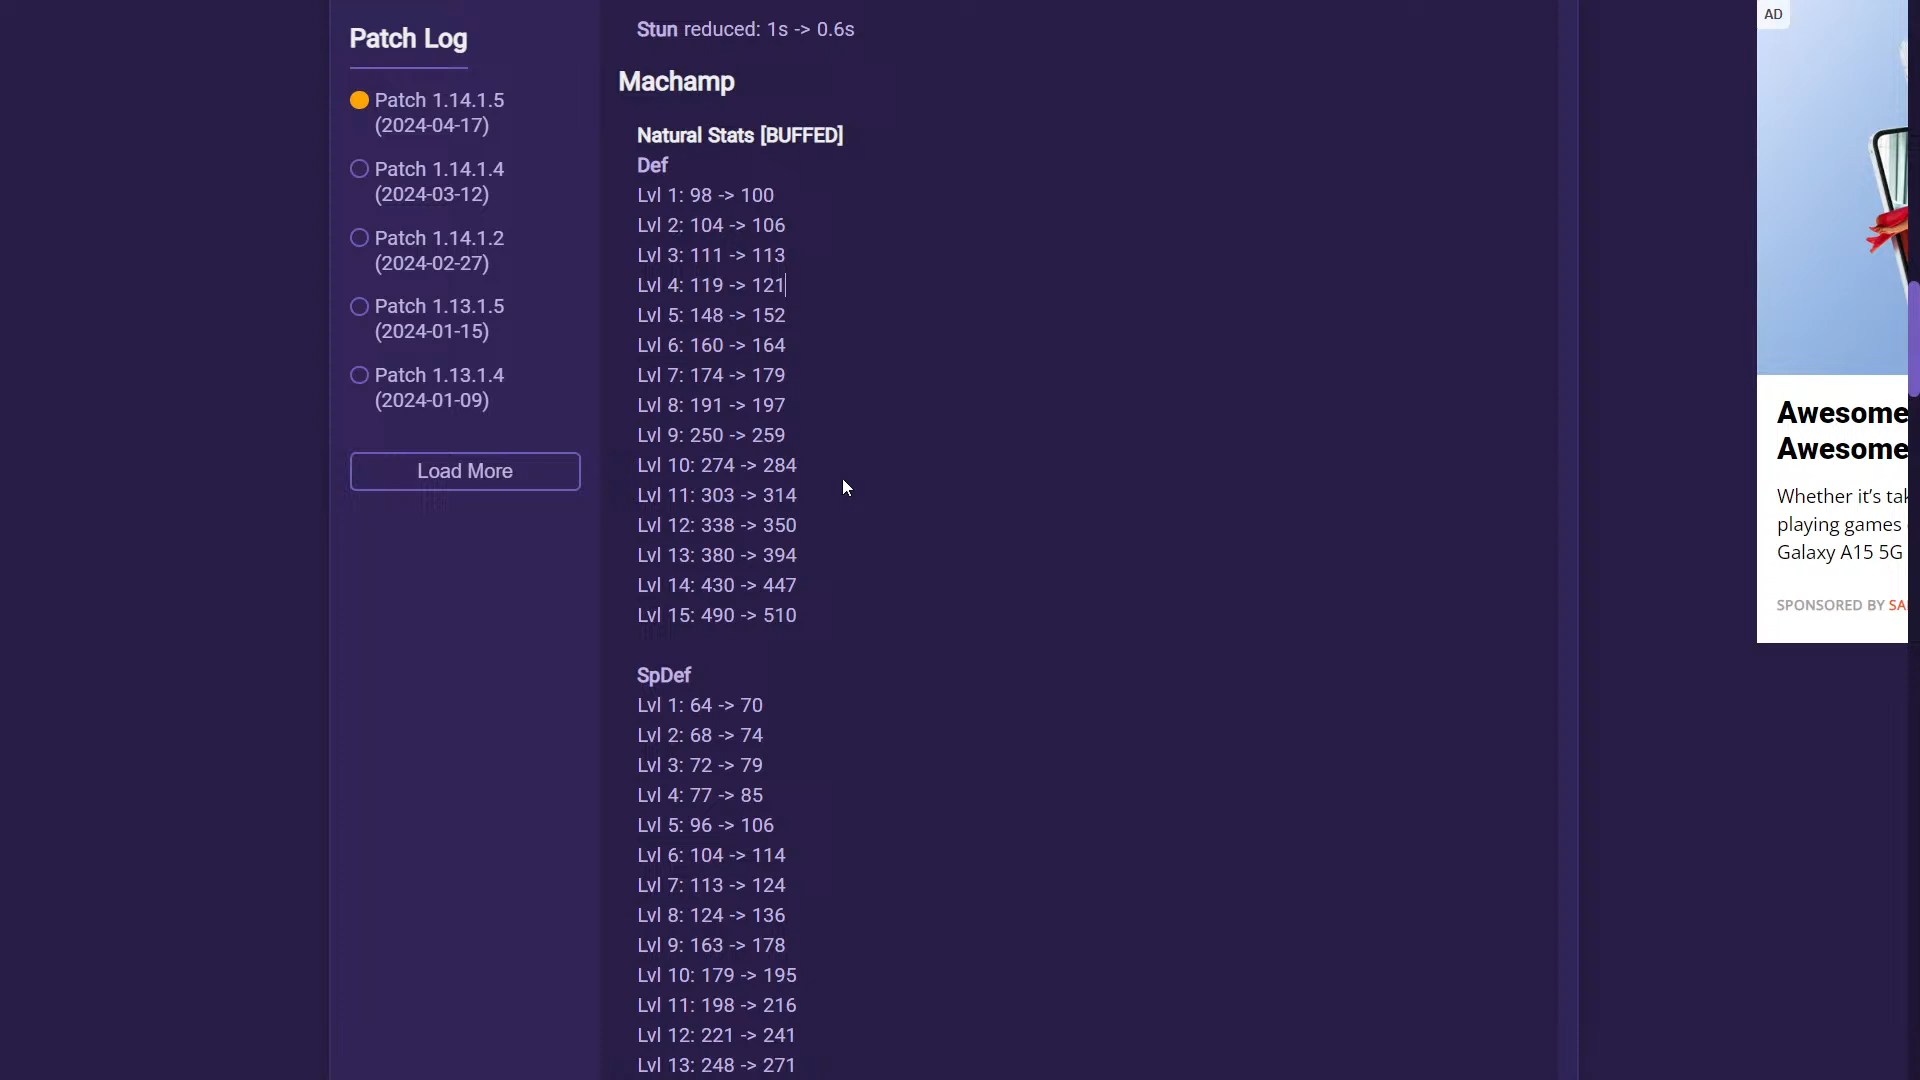 Patch Log
Patch 1.14.1.5
(2024-04-17)
Patch 1.14.1.4
(2024-03-12)
Patch 1.14.1.2
(2024-02-27)
Patch 1.13.1.5
(2024-01-15)
Patch 1.13.1.4
(2024-01-09)
Load More
Stun reduced: 1s -> 0.6s
Machamp
Natural Stats [BUFFED]
Def
Lvl 1: 98 -> 100
Lvl 2: 104 -> 106
Lvl 3: 111 -> 113
Lvl 4: 119 -> 121
Lvl 5: 148 -> 152
Lvl 6: 160 -> 164
Lvl 7: 174 -> 179
Lvl 8: 191 -> 197
Lvl 9: 250 -> 259
Lvl 10: 274 -> 284
Lvl 11: 303 -> 314
Lvl 12: 338 -> 350
Lvl 13: 380 -> 394
Lvl 14: 430 -> 447
Lvl 15: 490 -> 510
SpDef
Lvl 1: 64 -> 70
Lvl 2: 68 -> 74
Lvl 3: 72 -> 79
Lvl 4: 77 -> 85
Lvl 5: 96 -> 106
Lvl 6: 104 -> 114
Lvl 7: 113 -> 124
Lvl 8: 124 -> 136
Lvl 9: 163 -> 178
Lvl 10: 179 -> 195
Lvl 11: 198 -> 216
Lvl 12: 221 -> 241
Lvl 13: 248 -> 271
AD
Awesome
Awesome
Whether it's tak
playing games
Galaxy A15 5G
SPONSORED BY SA